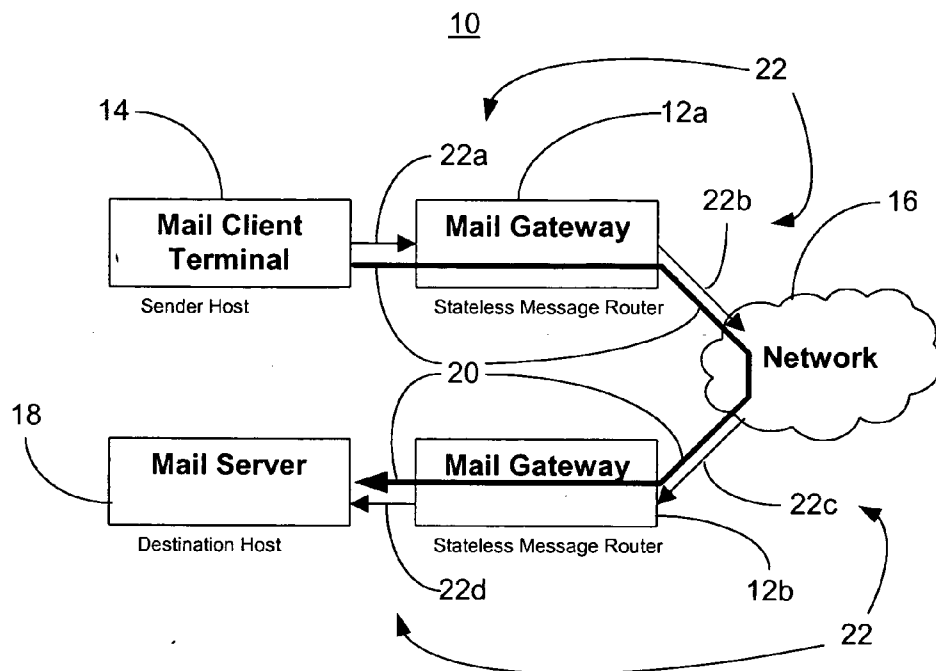 10
22
14
12a
22a
22b
16
Mail Client
Terminal
Mail Gateway
Sender Host
Stateless Message Router
Network
20
18
Mail Server
Mail Gateway
22c
Destination Host
Stateless Message Router
22d
12b
22